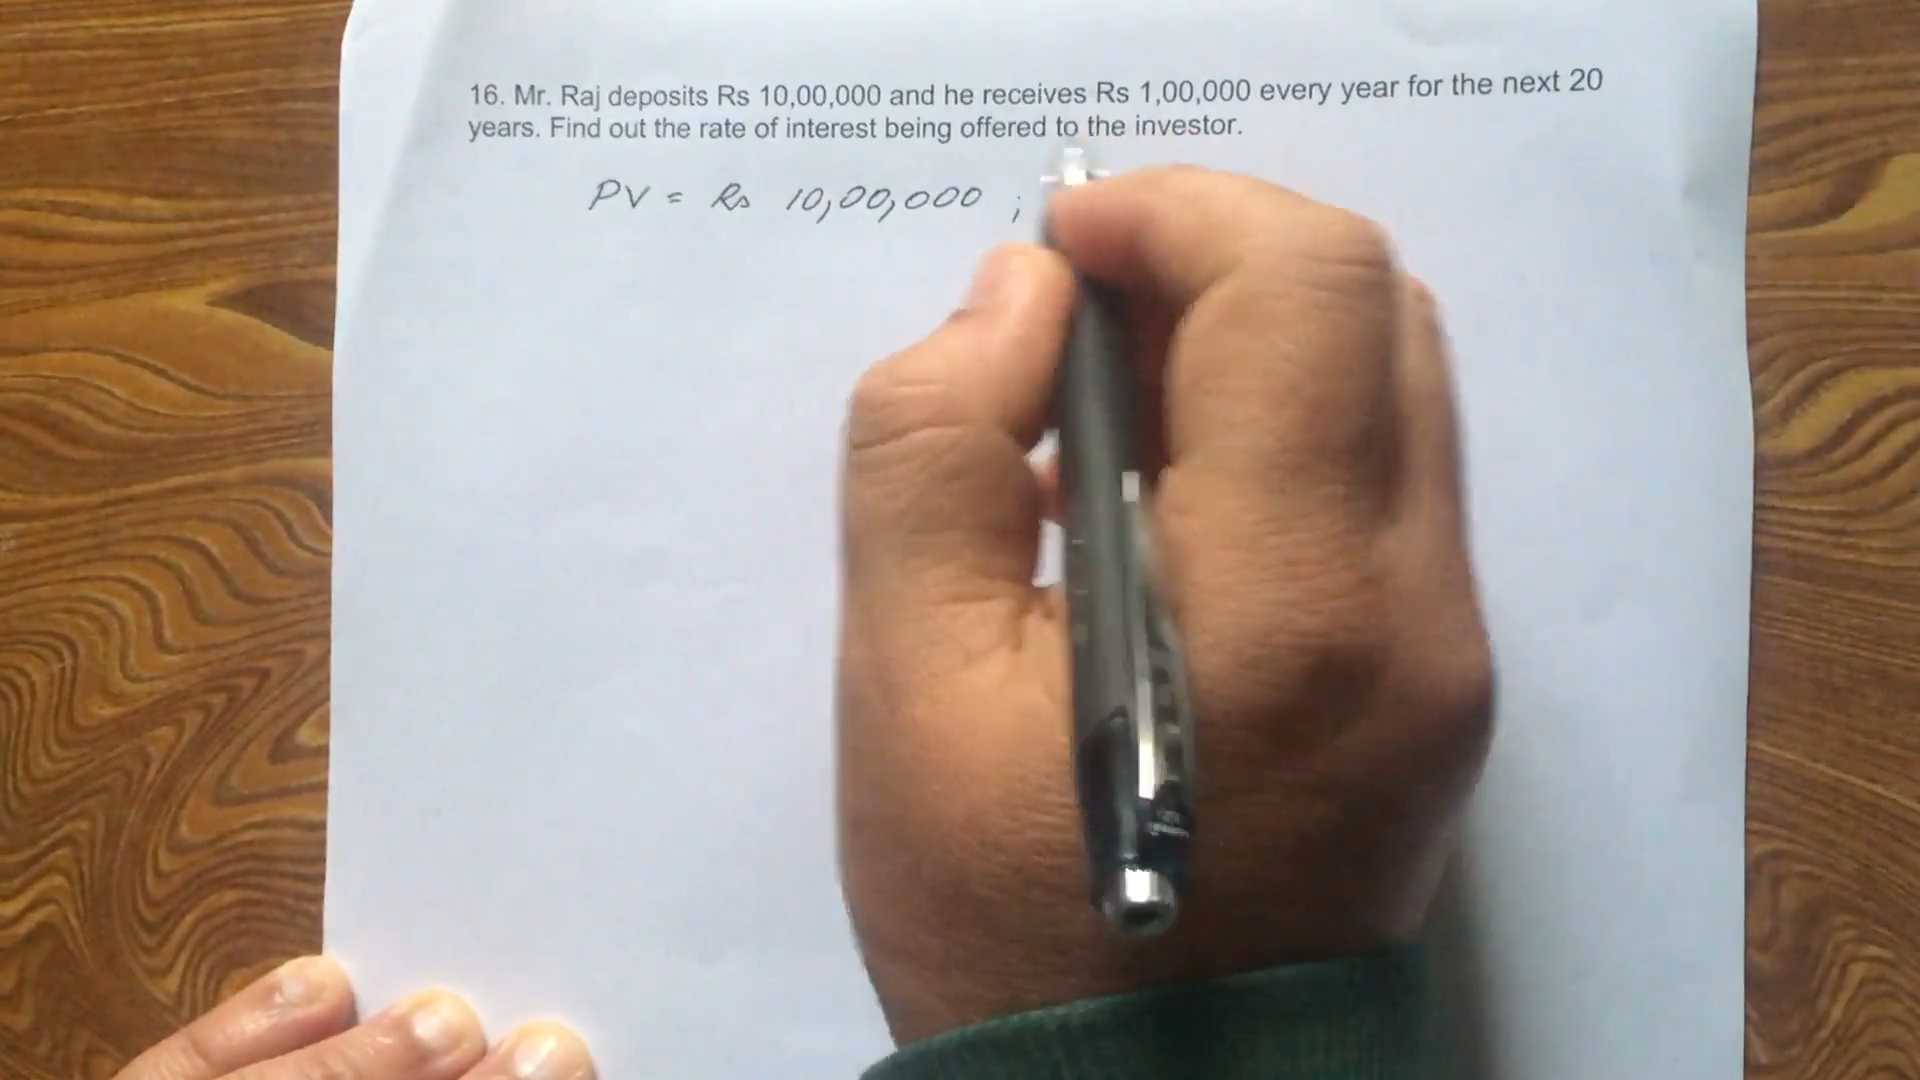 16. Mr. Raj deposits Rs 10,00,000 and he receives Rs 1,00,000 every year for the next 20
years. Find out the rate of interest being offered to the investor.
PV = Rs 10,00,000 ;